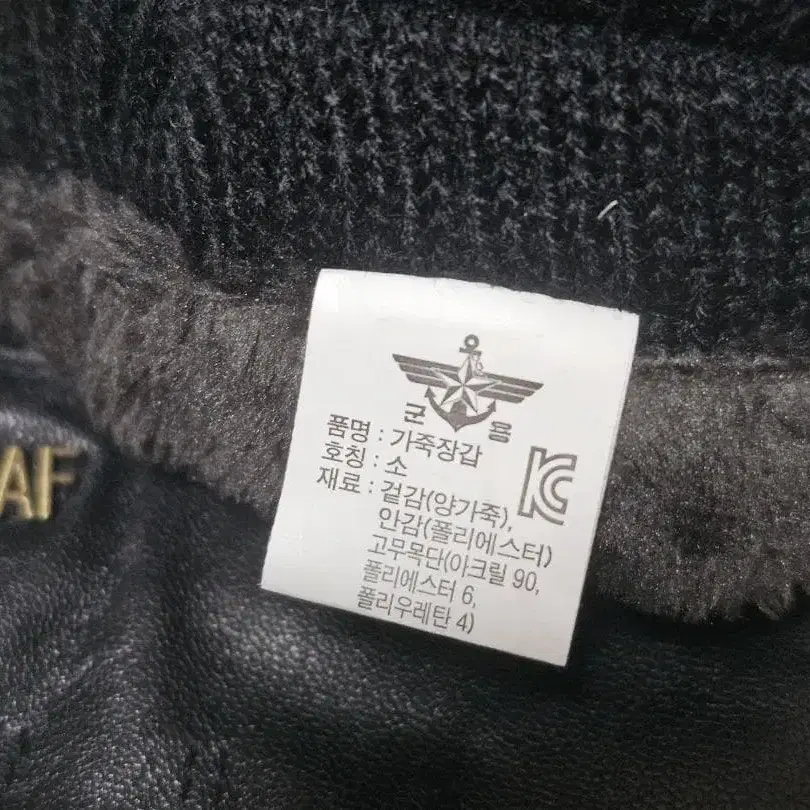 군 용
품명 : 가죽장갑
호칭 : 소
재료 : 겉감(양가죽),
안감(폴리에스터)
고무목단(아크릴 90,
폴리에스터 6,
폴리우레탄 4)
KC
AF